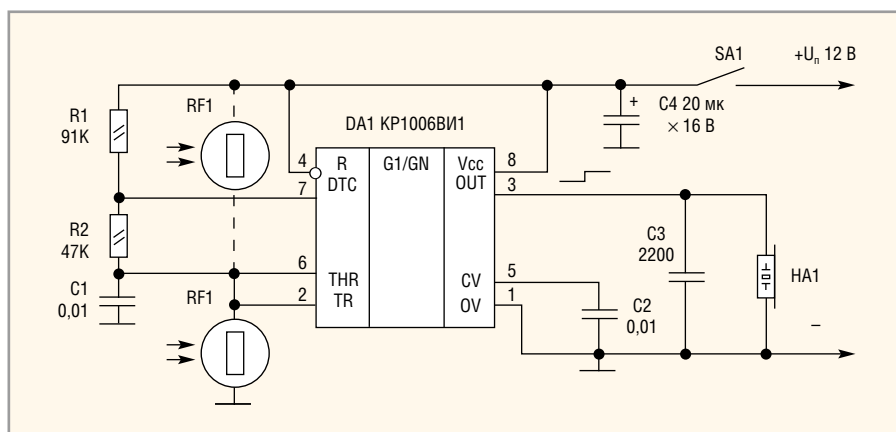 SA1
+Uп 12 В
R1
91K
RF1
C4 20 мк
× 16 В
+
DA1 КР1006ВИ1
4
R
G1/GN
Vcc
8
7
DTC
OUT
3
R2
47K
C3
2200
HA1
C1
0,01
6
THR
CV
5
RF1
2
TR
OV
1
C2
0,01
–